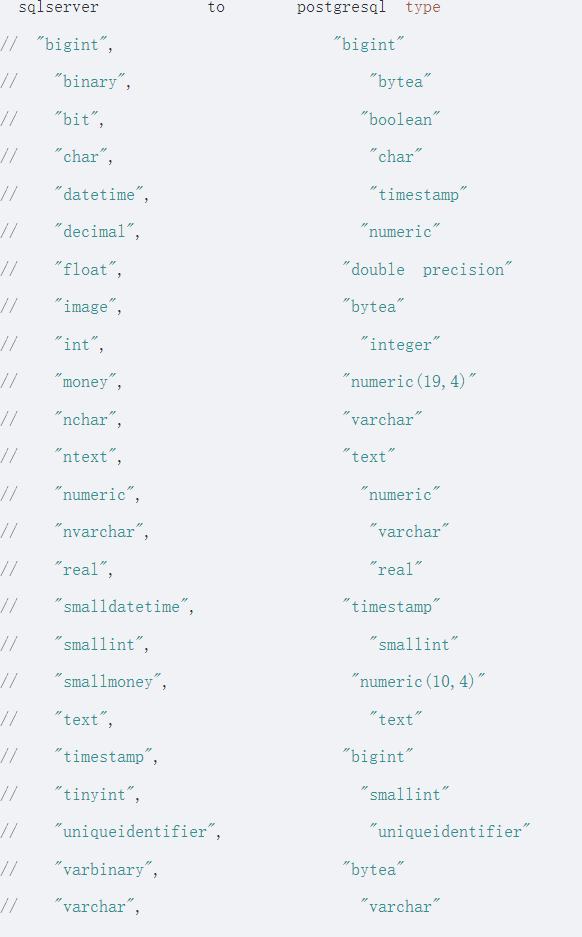 sqlserver to postgresql type
// "bigint", "bigint"
// "binary", "bytea"
// "bit", "boolean"
// "char", "char"
// "datetime", "timestamp"
// "decimal", "numeric"
// "float", "double precision"
// "image", "bytea"
// "int", "integer"
// "money", "numeric(19,4)"
// "nchar", "varchar"
// "ntext", "text"
// "numeric", "numeric"
// "nvarchar", "varchar"
// "real", "real"
// "smalldatetime", "timestamp"
// "smallint", "smallint"
// "smallmoney", "numeric(10,4)"
// "text", "text"
// "timestamp", "bigint"
// "tinyint", "smallint"
// "uniqueidentifier", "uniqueidentifier"
// "varbinary", "bytea"
// "varchar", "varchar"